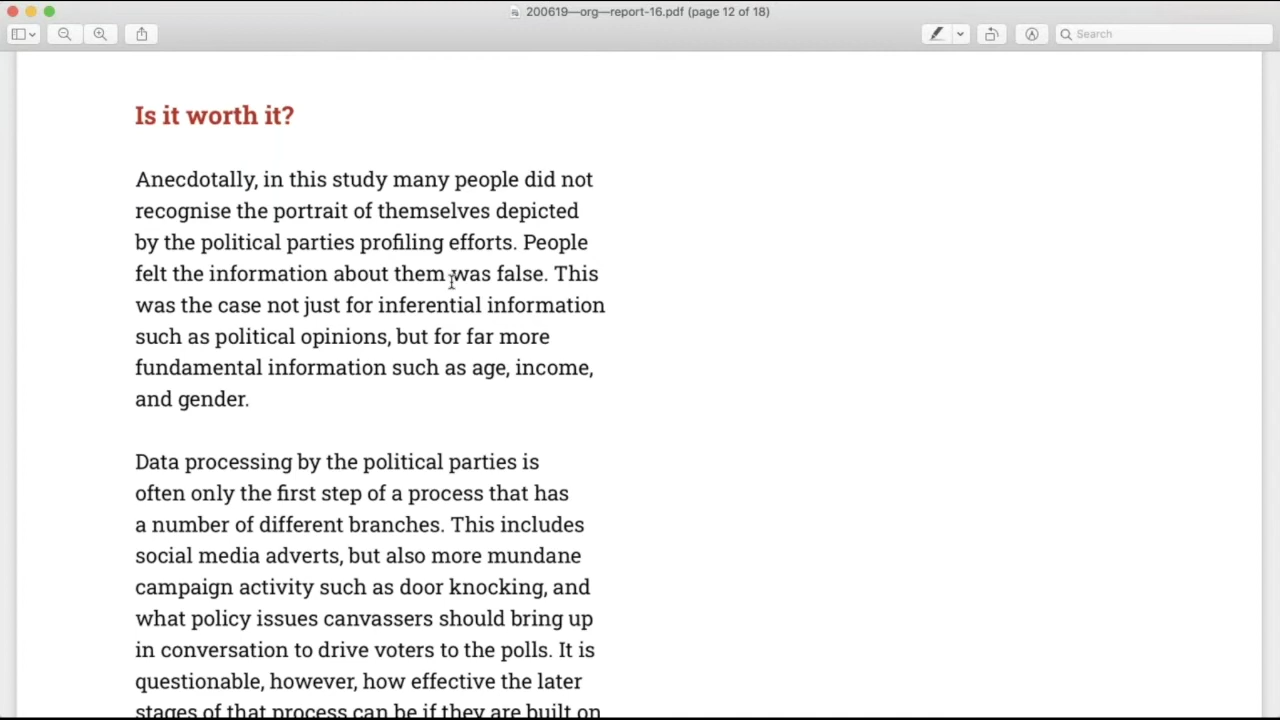 200619—org—report-16.pdf (page 12 of 18)
Search
Is it worth it?
Anecdotally, in this study many people did not
recognise the portrait of themselves depicted
by the political parties profiling efforts. People
felt the information about them was false. This
was the case not just for inferential information
such as political opinions, but for far more
fundamental information such as age, income,
and gender.
Data processing by the political parties is
often only the first step of a process that has
a number of different branches. This includes
social media adverts, but also more mundane
campaign activity such as door knocking, and
what policy issues canvassers should bring up
in conversation to drive voters to the polls. It is
questionable, however, how effective the later
stages of that process can be if they are built on